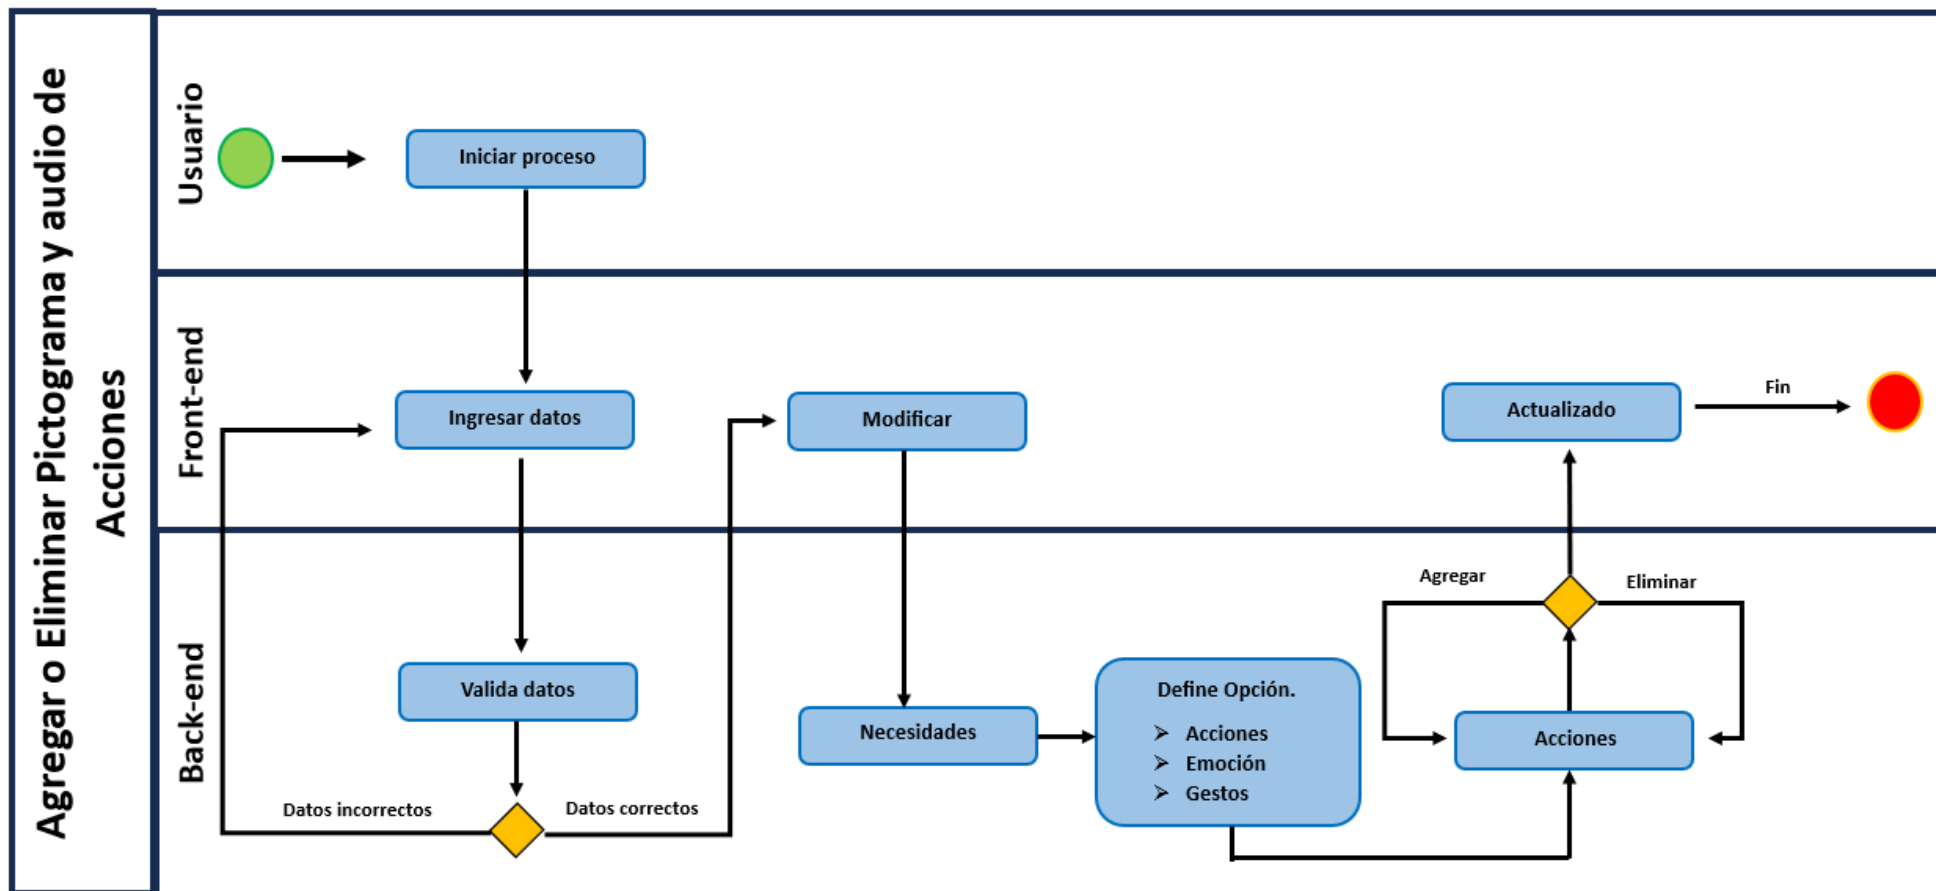 Agregar o Eliminar Pictograma y audio de
Acciones
Usuario
Iniciar proceso
Front-end
Ingresar datos
Modificar
Actualizado
Fin
Back-end
Valida datos
Datos incorrectos
Datos correctos
Necesidades
Define Opción.
➢ Acciones
➢ Emoción
➢ Gestos
Agregar
Eliminar
Acciones